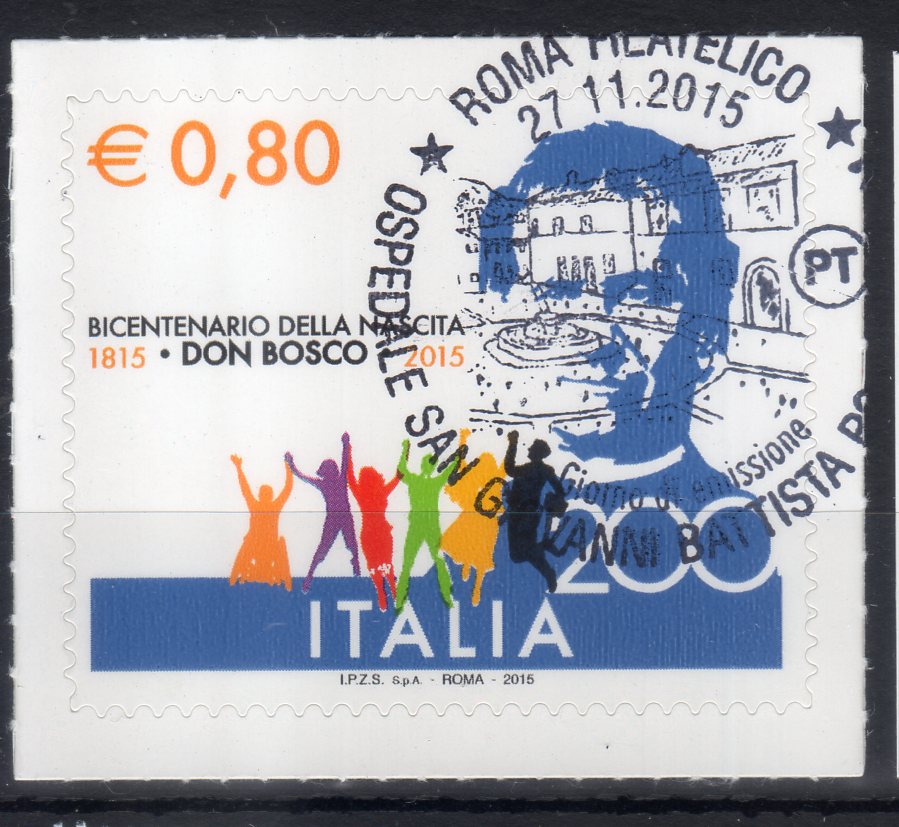 ROMA FILATELICO
27 11.2015
€ 0,80
PT
BICENTENARIO DELLA NASCITA
1815 • DON BOSCO 2015
Giorno di emissione
OSPEDALE SAN GIOVANNI BATTISTA
200
ITALIA
I.P.Z.S. S.p.A. - ROMA - 2015